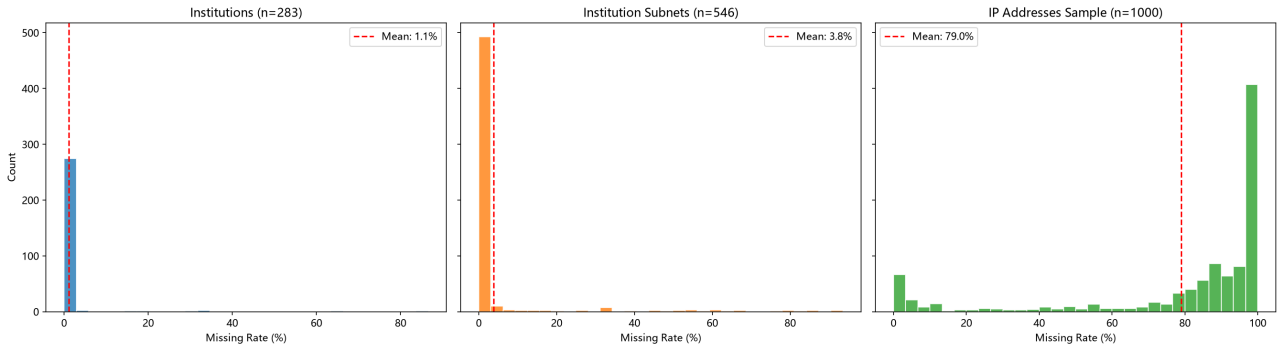 Institutions (n=283)
Mean: 1.1%
Count
500
400
300
200
100
0
0 20 40 60 80
Missing Rate (%)
Institution Subnets (n=546)
Mean: 3.8%
0 20 40 60 80
Missing Rate (%)
IP Addresses Sample (n=1000)
Mean: 79.0%
0 20 40 60 80 100
Missing Rate (%)